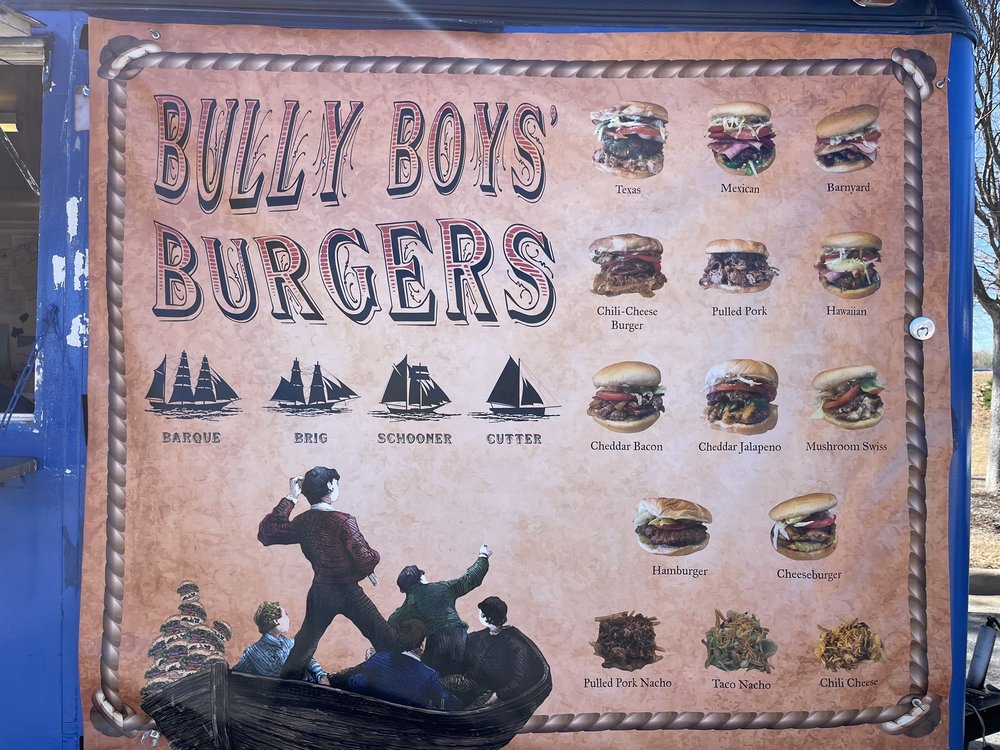 BULLY BOYS'
BURGERS
BARQUE BRIG SCHOONER CUTTER
Texas Mexican Barnyard
Chili-Cheese
Burger
Pulled Pork Hawaiian
Cheddar Bacon Cheddar Jalapeno Mushroom Swiss
Hamburger Cheeseburger
Pulled Pork Nacho Taco Nacho Chili Cheese